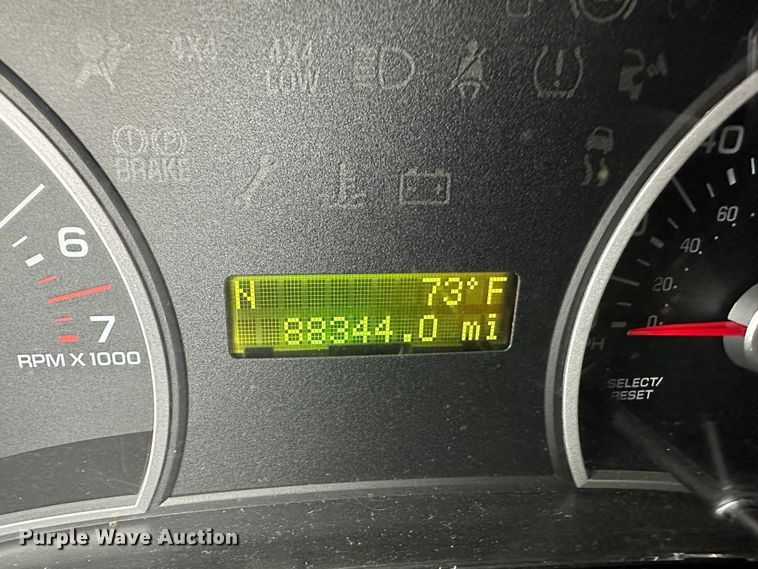 4X4
4X4
LOW
BRAKE
6
7
RPM X 1000
N 73°F
88344.0 mi
40
60
40
20
0
PH
SELECT/
RESET
Purple Wave Auction